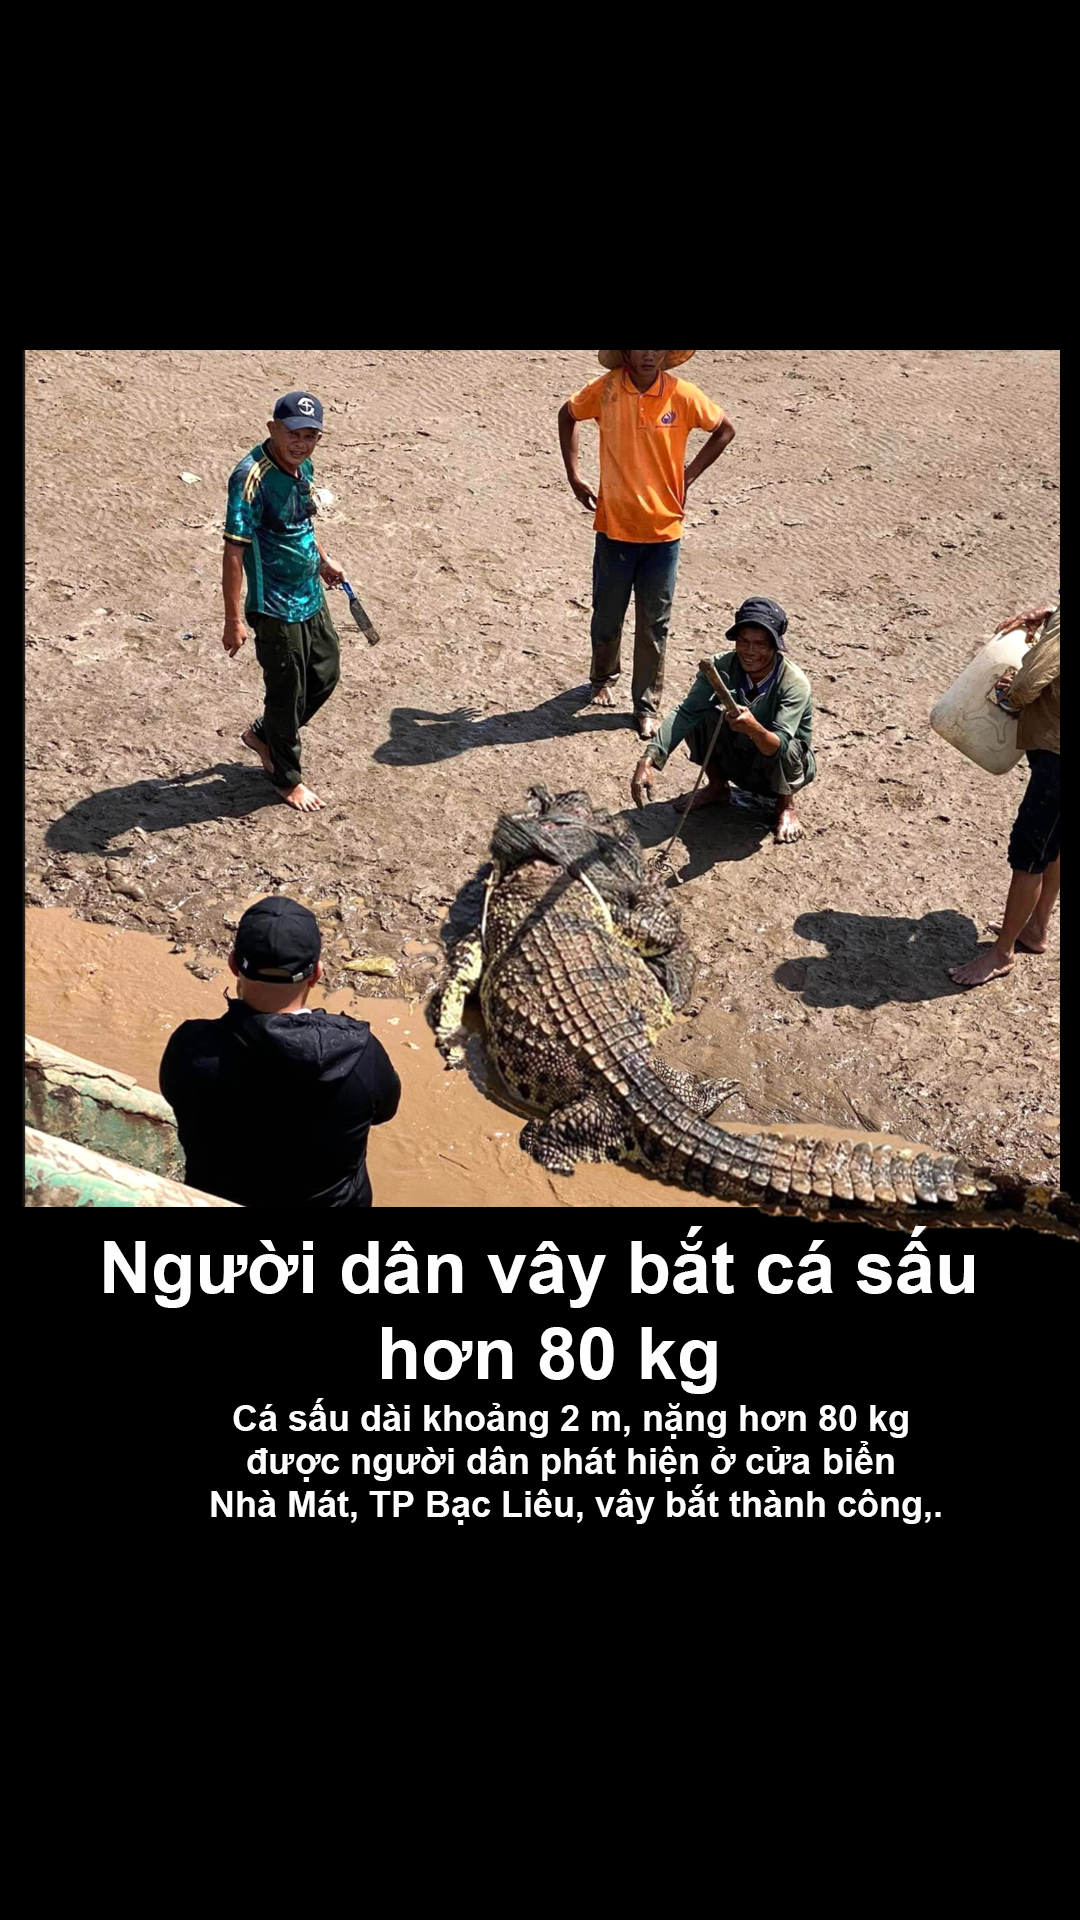 Người dân vây bắt cá sấu
hơn 80 kg
Cá sấu dài khoảng 2 m, nặng hơn 80 kg
được người dân phát hiện ở cửa biển
Nhà Mát, TP Bạc Liêu, vây bắt thành công,.